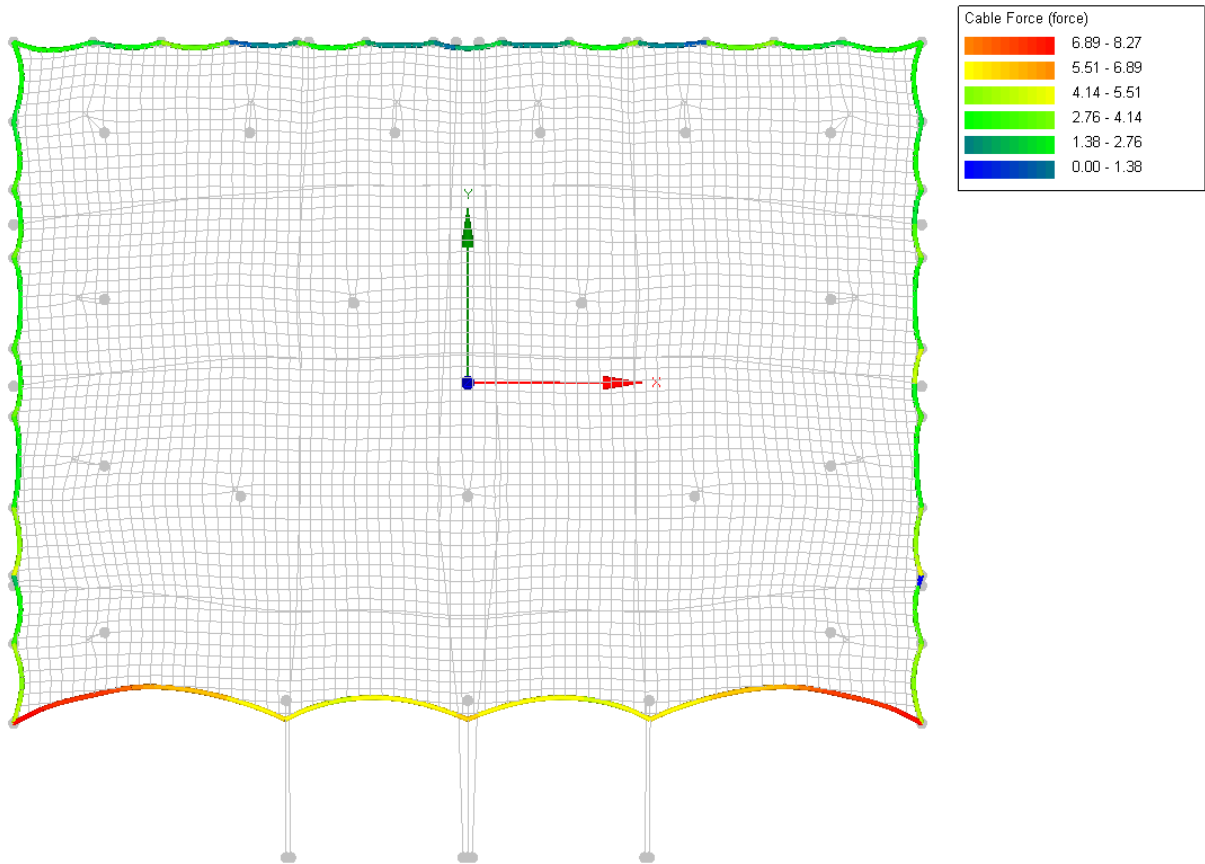 Cable Force (force)
6.89 - 8.27
5.51 - 6.89
4.14 - 5.51
2.76 - 4.14
1.38 - 2.76
0.00 - 1.38
Y
X